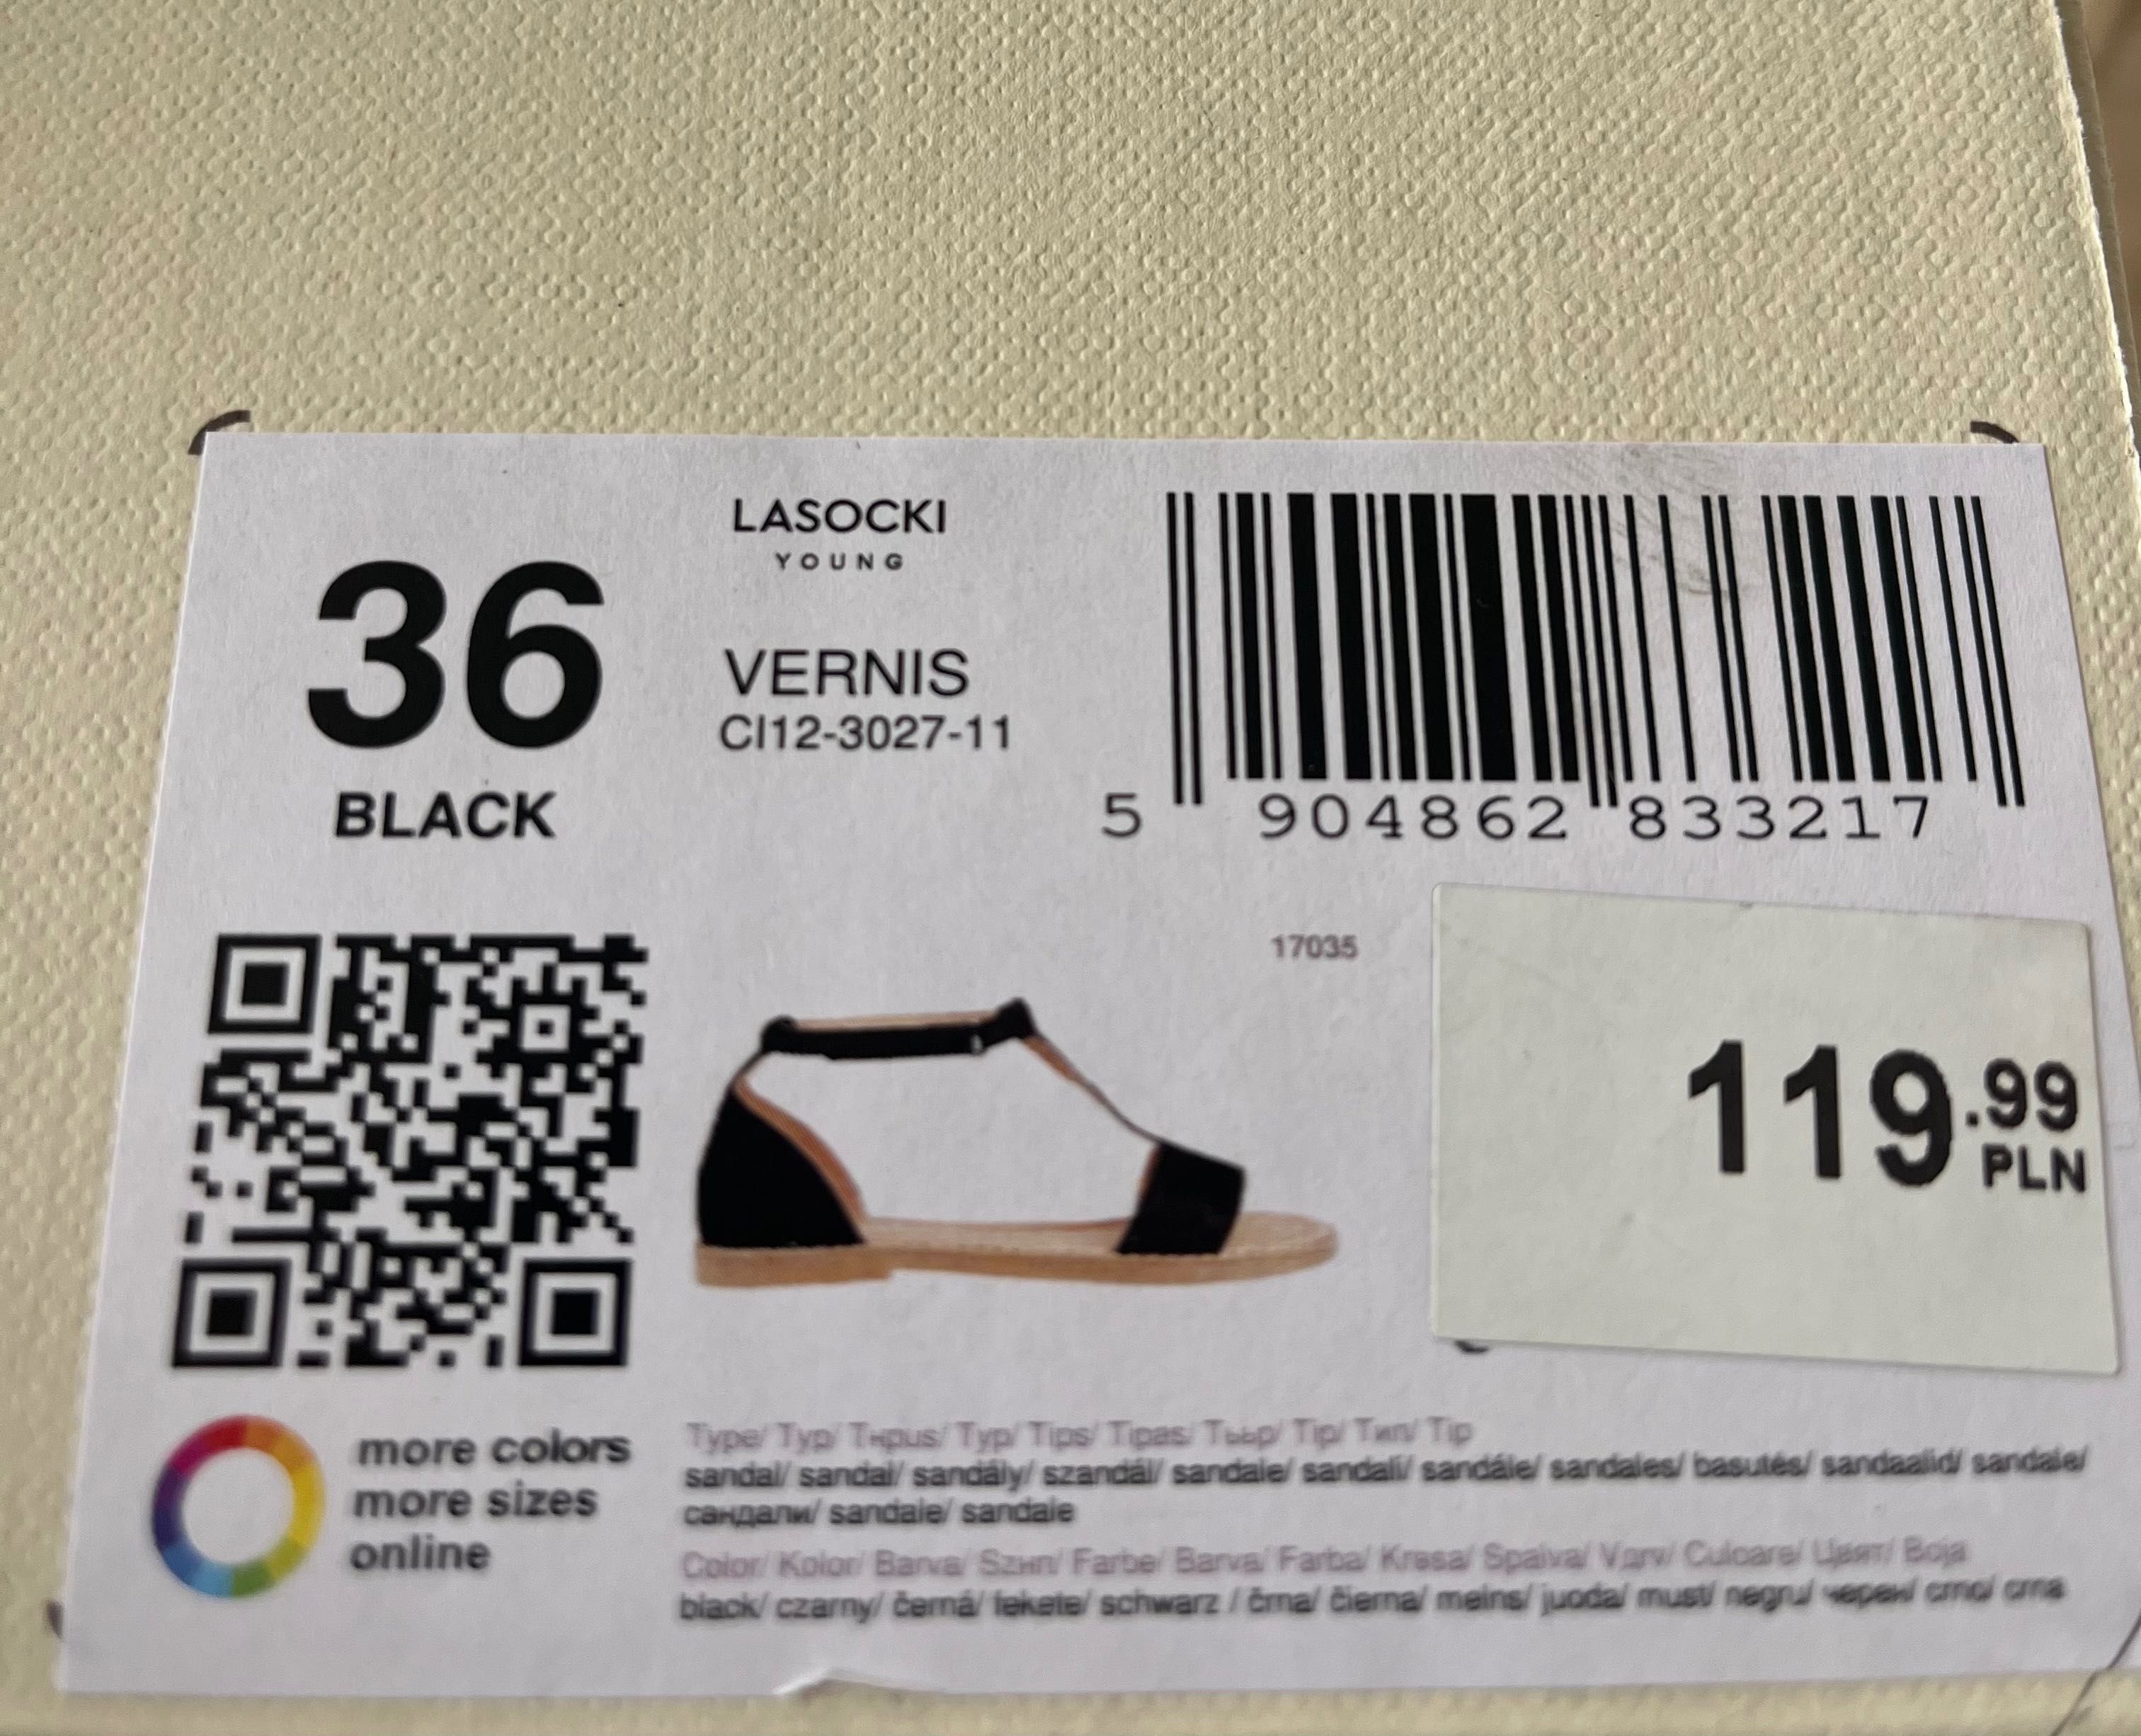 LASOCKI
YOUNG
36
BLACK
VERNIS
CI12-3027-11
5 904862 833217
17035
119.99
PLN
more colors
more sizes
online
Type/ Typ/ Typ/ Tips/ Tipas/ Tip/ Тип/ Tip
sandal/ sandał/ sandály/ szandál/ sandale/ sandali/ sandále/ sandales/ basutės/ sandaalid/ sandale/
сандали/ sandale/ sandale
Color/ Kolor/ Barva/ Farbe/ Barva/ Farba/ Krasa/ Spalva/ Culoare/ Цвят/ Boja
black/ czarny/ černá/ fekete/ schwarz / črna/ čierna/ melns/ juoda/ must/ negru/ черен/ crno/ crna